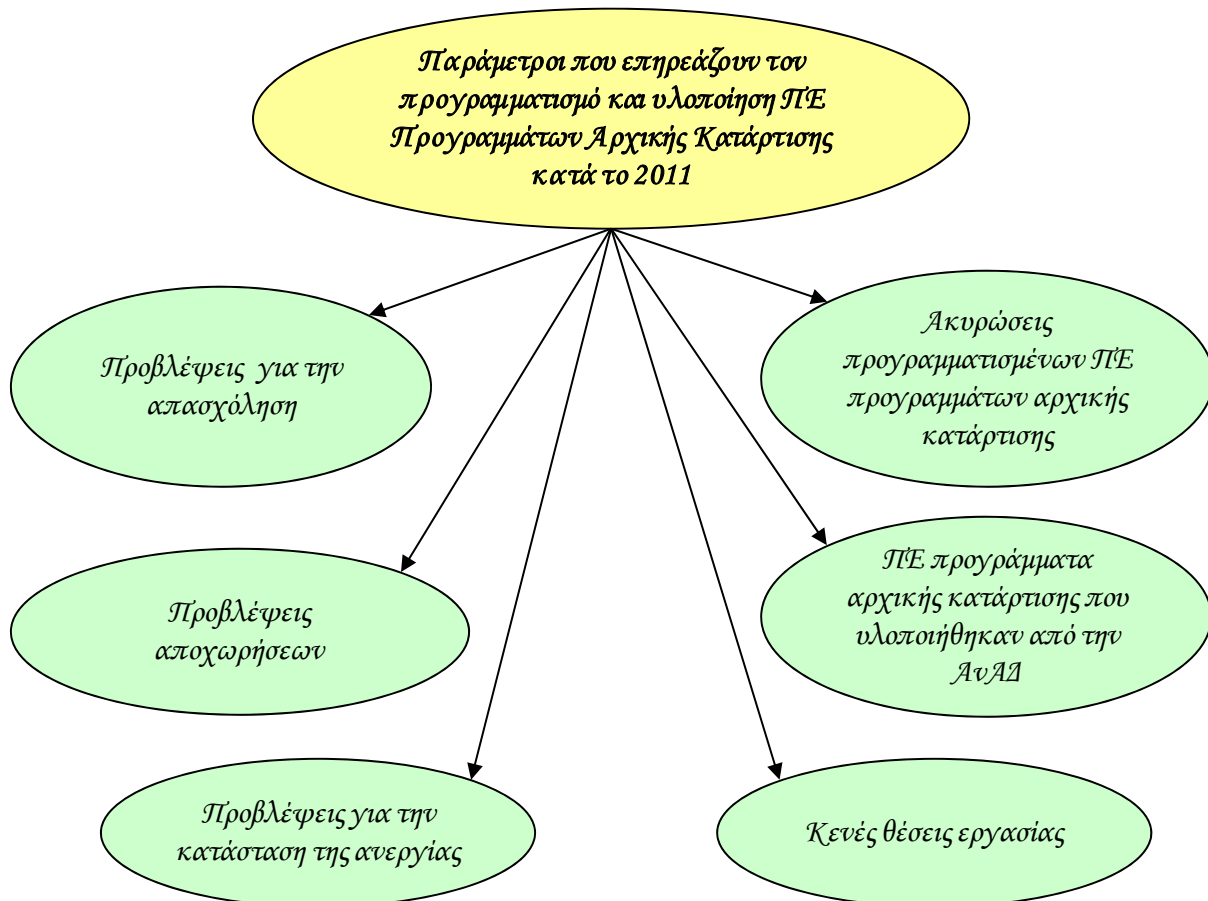 Παράμετροι που επηρεάζουν τον
προγραμματισμό και υλοποίηση ΠΕ
Προγραμμάτων Αρχικής Κατάρτισης
κατά το 2011
Προβλέψεις για την
απασχόληση
Ακυρώσεις
προγραμματισμένων ΠΕ
προγραμμάτων αρχικής
κατάρτισης
Προβλέψεις
αποχωρήσεων
ΠΕ προγράμματα
αρχικής κατάρτισης που
υλοποιήθηκαν από την
ΑνΑΔ
Προβλέψεις για την
κατάσταση της ανεργίας
Κενές θέσεις εργασίας